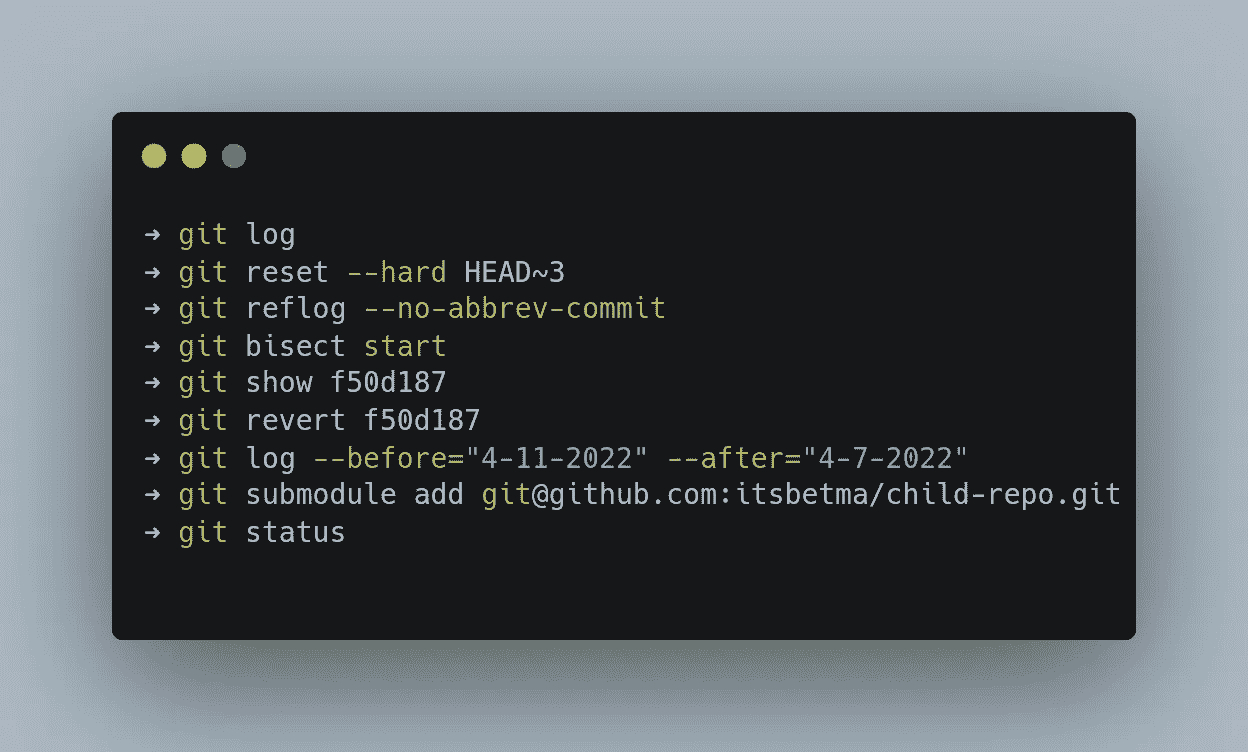 ➜ git log
➜ git reset --hard HEAD~3
➜ git reflog --no-abbrev-commit
➜ git bisect start
➜ git show f50d187
➜ git revert f50d187
➜ git log --before="4-11-2022" --after="4-7-2022"
➜ git submodule add git@github.com:itsbetma/child-repo.git
➜ git status